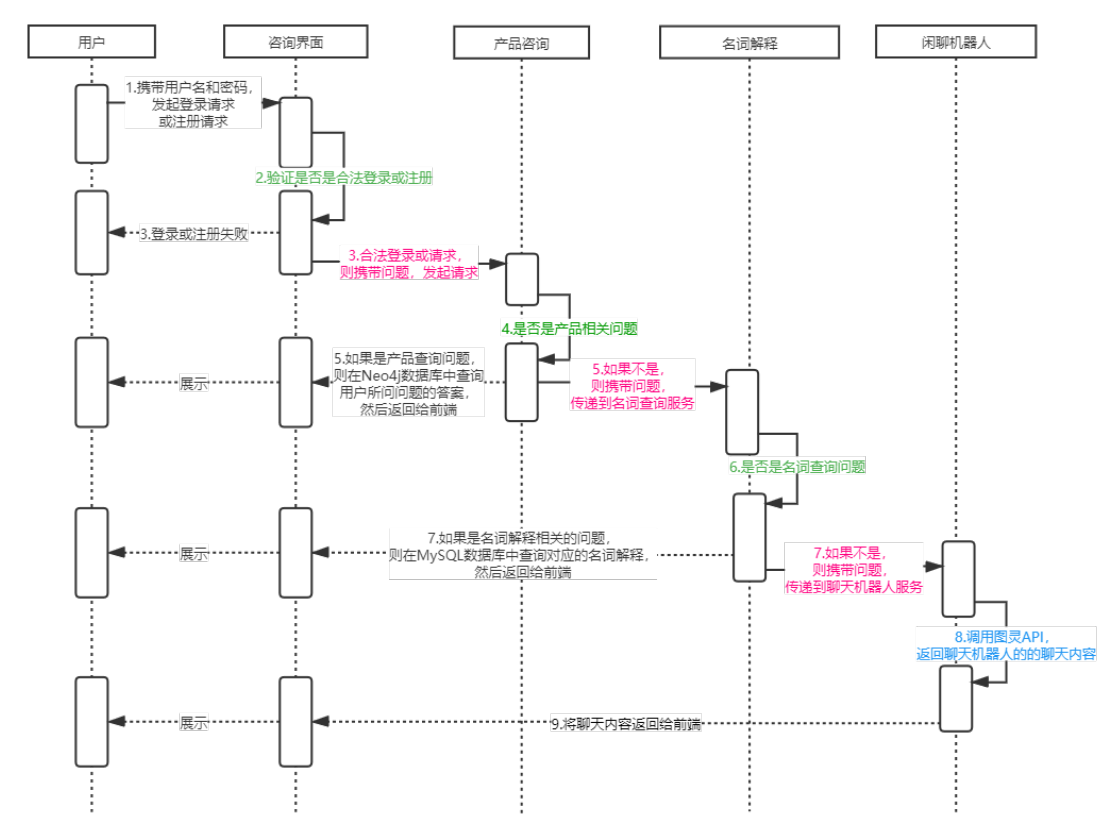 用户
咨询界面
产品咨询
名词解释
闲聊机器人
1.携带用户名和密码，
发起登录请求
或注册请求
2.验证是否是合法登录或注册
3.登录或注册失败
3.合法登录或请求，
则携带问题，发起请求
4.是否是产品相关问题
5.如果是产品查询问题，
则在Neo4j数据库中查询
用户所问问题的答案，
然后返回给前端
展示
5.如果不是，
则携带问题，
传递到名词查询服务
6.是否是名词查询问题
7.如果是名词解释相关的问题，
则在MySQL数据库中查询对应的名词解释，
然后返回给前端
展示
7.如果不是，
则携带问题，
传递到聊天机器人服务
8.调用图灵API，
返回聊天机器人的的聊天内容
9.将聊天内容返回给前端
展示